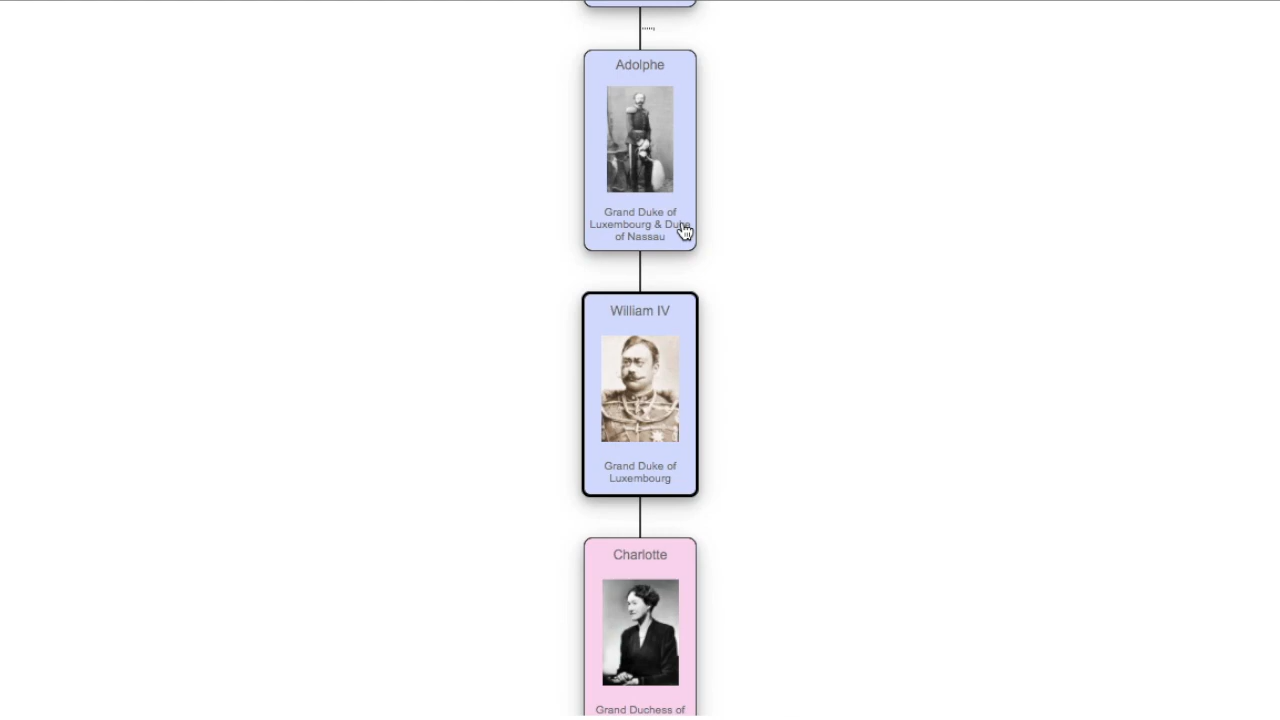 Adolphe
Grand Duke of
Luxembourg & Duke
of Nassau
William IV
Grand Duke of
Luxembourg
Charlotte
Grand Duchess of